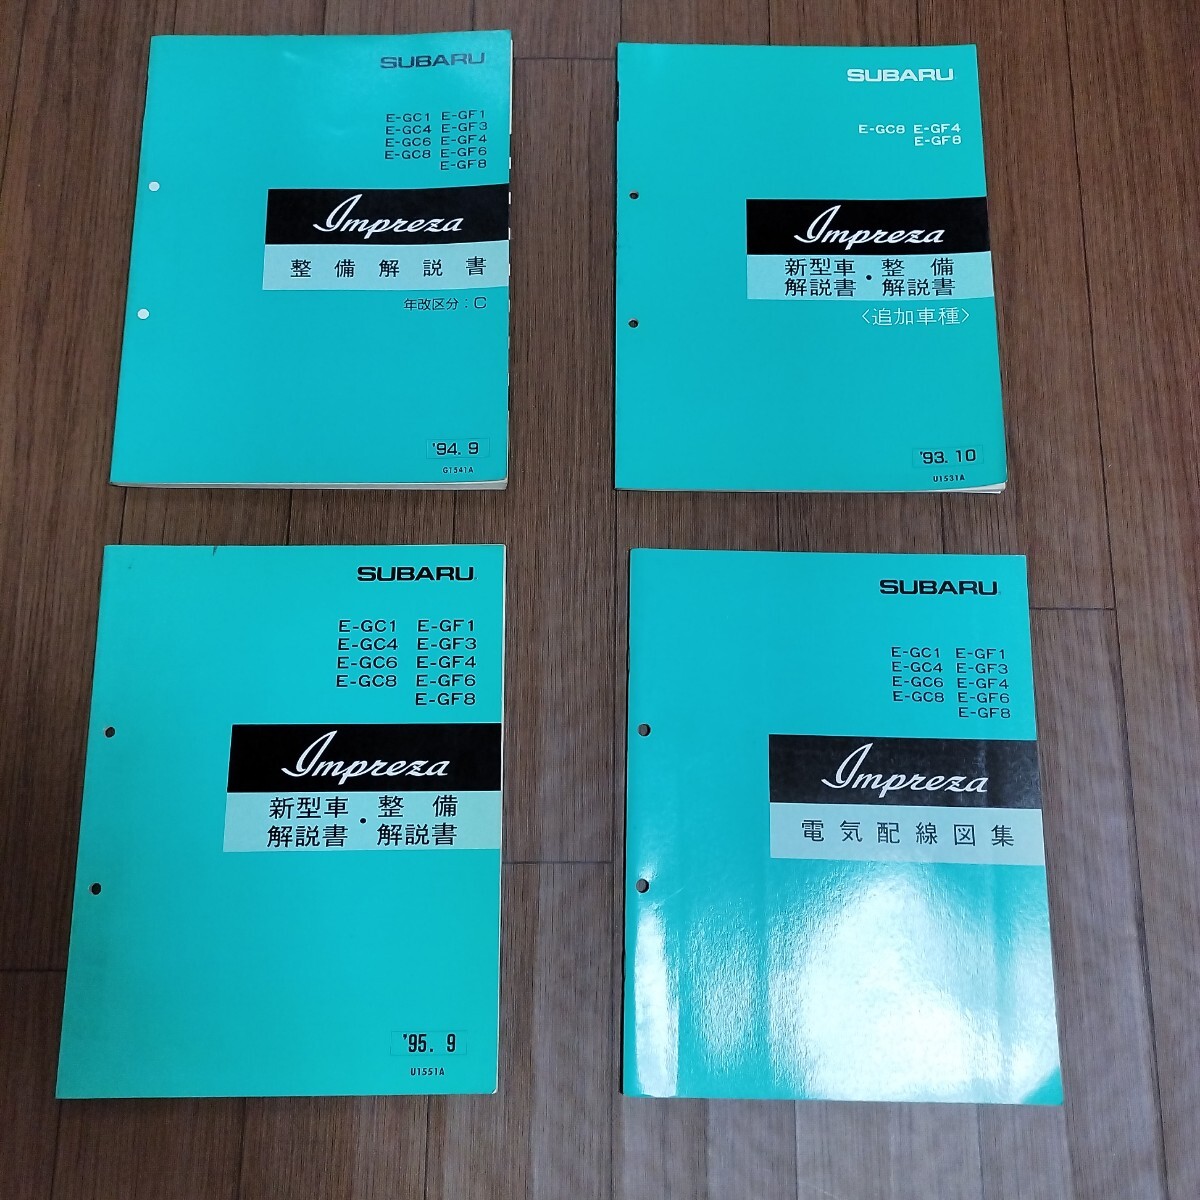 SUBARU
E-GC1 E-GF1
E-GC4 E-GF3
E-GC6 E-GF4
E-GC8 E-GF6
E-GF8
Impreza
整備解説書
年改区分：C
'94. 9
G1541A
SUBARU
E-GC8 E-GF4
E-GF8
Impreza
新型車・整備
解説書・解説書
〈追加車種〉
'93. 10
U1531A
SUBARU
E-GC1 E-GF1
E-GC4 E-GF3
E-GC6 E-GF4
E-GC8 E-GF6
E-GF8
Impreza
新型車・整備
解説書・解説書
'95. 9
U1551A
SUBARU
E-GC1 E-GF1
E-GC4 E-GF3
E-GC6 E-GF4
E-GC8 E-GF6
E-GF8
Impreza
電気配線図集